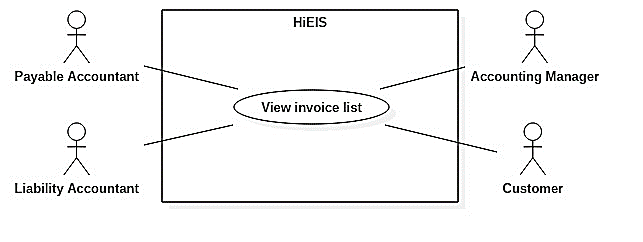 HiEIS
Payable Accountant
Accounting Manager
View invoice list
Liability Accountant
Customer